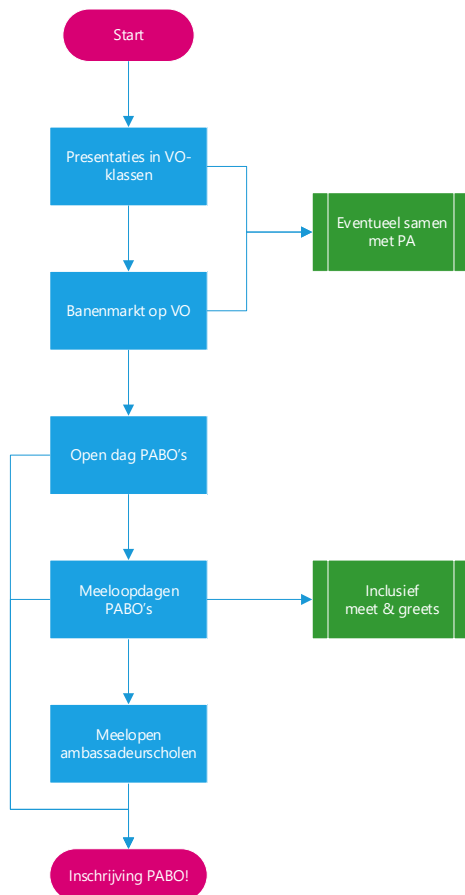 Start
Presentaties in VO-
klassen
Eventueel samen
met PA
Banenmarkt op VO
Open dag PABO's
Meeloopdagen
PABO's
Inclusief
meet & greets
Meelopen
ambassadeurscholen
Inschrijving PABO!